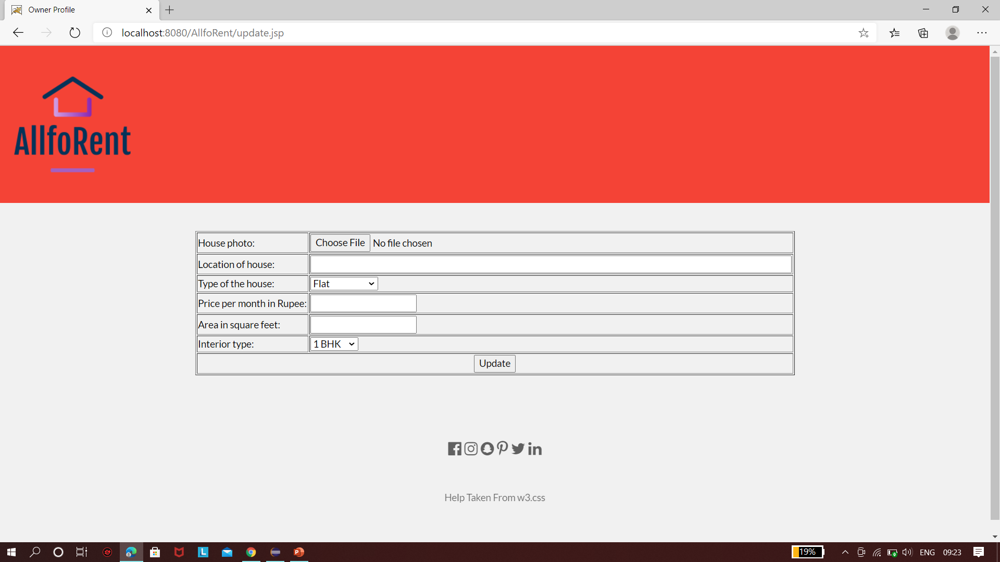 Owner Profile
localhost:8080/AllfoRent/update.jsp
AllfoRent
House photo: Choose File No file chosen
Location of house:
Type of the house: Flat
Price per month in Rupee:
Area in square feet:
Interior type: 1 BHK
Update
Help Taken From w3.css
19% ENG 09:23